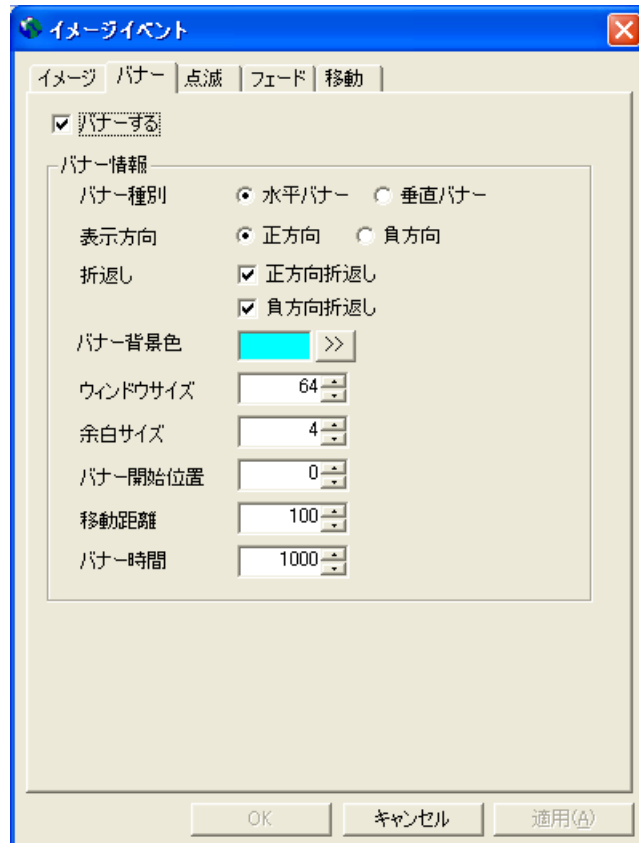 イメージイベント
イメージ バナー 点滅 フェード 移動
バナーする
バナー情報
バナー種別 水平バナー 垂直バナー
表示方向 正方向 負方向
折返し 正方向折返し
負方向折返し
バナー背景色 >>
ウィンドウサイズ 64
余白サイズ 4
バナー開始位置 0
移動距離 100
バナー時間 1000
OK キャンセル 適用(A)